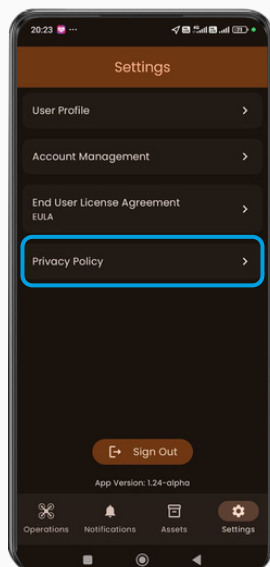 20:23
Settings
User Profile
Account Management
End User License Agreement
EULA
Privacy Policy
Sign Out
App Version: 1.24-alpha
Operations Notifications Assets Settings